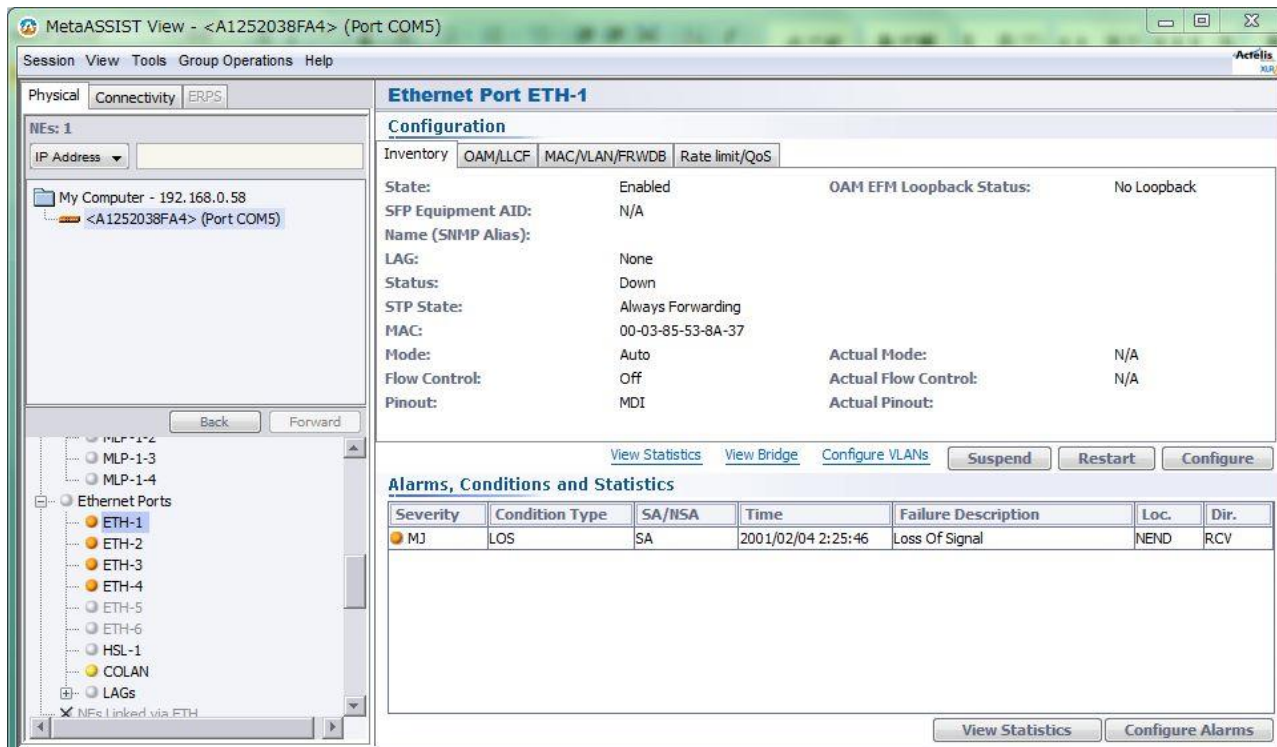 MetaASSIST View - <A1252038FA4> (Port COM5)
Session View Tools Group Operations Help
Actelis
XLR
Physical Connectivity ERPS
NEs: 1
IP Address
My Computer - 192.168.0.58
<A1252038FA4> (Port COM5)
Back Forward
MLP-1-2
MLP-1-3
MLP-1-4
Ethernet Ports
ETH-1
ETH-2
ETH-3
ETH-4
ETH-5
ETH-6
HSL-1
COLAN
LAGs
NEs Linked via ETH
Ethernet Port ETH-1
Configuration
Inventory OAM/LLCF MAC/VLAN/FRWDB Rate limit/QoS
State: Enabled OAM EFM Loopback Status: No Loopback
SFP Equipment AID: N/A
Name (SNMP Alias):
LAG: None
Status: Down
STP State: Always Forwarding
MAC: 00-03-85-53-8A-37
Mode: Auto Actual Mode: N/A
Flow Control: Off Actual Flow Control: N/A
Pinout: MDI Actual Pinout:
View Statistics View Bridge Configure VLANs Suspend Restart Configure
Alarms, Conditions and Statistics
Severity Condition Type SA/NSA Time Failure Description Loc. Dir.
MJ LOS SA 2001/02/04 2:25:46 Loss Of Signal NEND RCV
View Statistics Configure Alarms